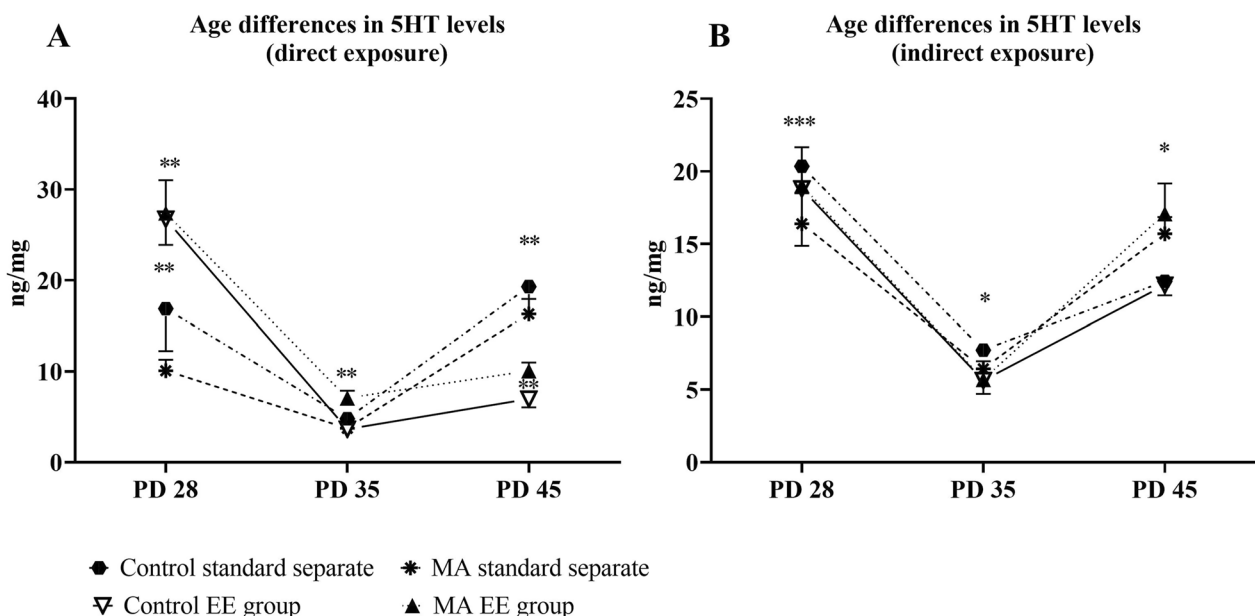 A
Age differences in 5HT levels
(direct exposure)
ng/mg
40
30
20
10
0
**
**
**
**
**
PD 28
PD 35
PD 45
B
Age differences in 5HT levels
(indirect exposure)
ng/mg
25
20
15
10
5
0
***
*
*
PD 28
PD 35
PD 45
Control standard separate
MA standard separate
Control EE group
MA EE group